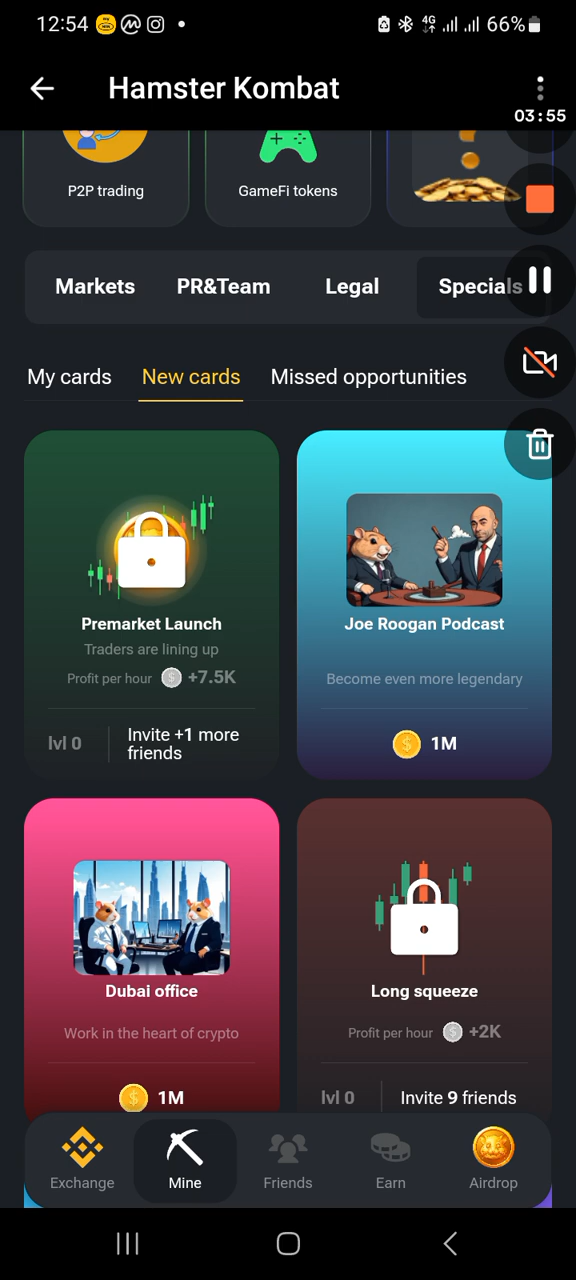 12:54
4G
66%
Hamster Kombat
03:55
P2P trading
GameFi tokens
Markets
PR&Team
Legal
Specials
My cards
New cards
Missed opportunities
Premarket Launch
Traders are lining up
Profit per hour +7.5K
lvl 0
Invite +1 more
friends
Joe Roogan Podcast
Become even more legendary
1M
Dubai office
Work in the heart of crypto
1M
Long squeeze
Profit per hour +2K
lvl 0
Invite 9 friends
Exchange
Mine
Friends
Earn
Airdrop